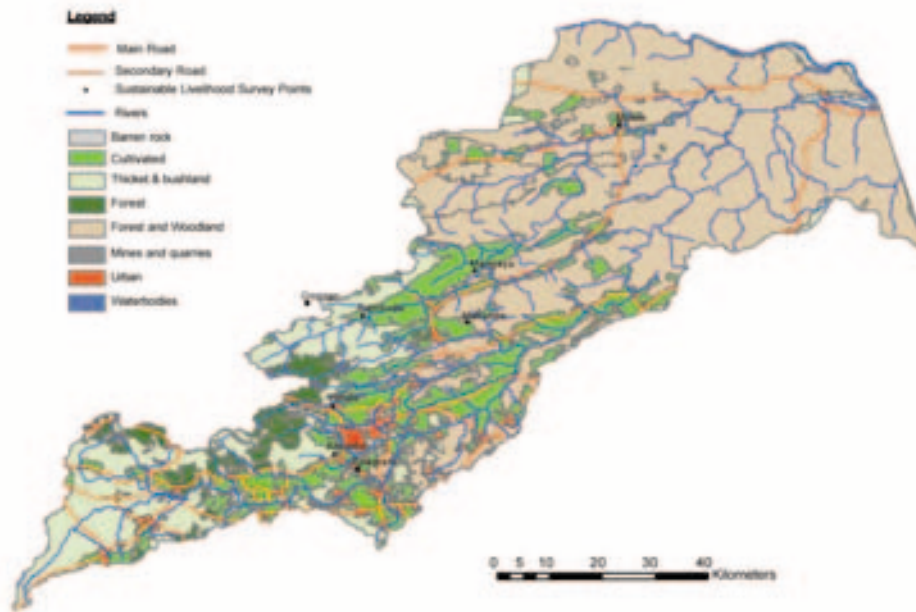 Legend
Main Road
Secondary Road
Sustainable Livelihood Survey Points
Rivers
Barren rock
Cultivated
Thicket & bushland
Forest
Forest and Woodland
Mines and quarries
Urban
Waterbodies
0 5 10 20 30 40
Kilometers